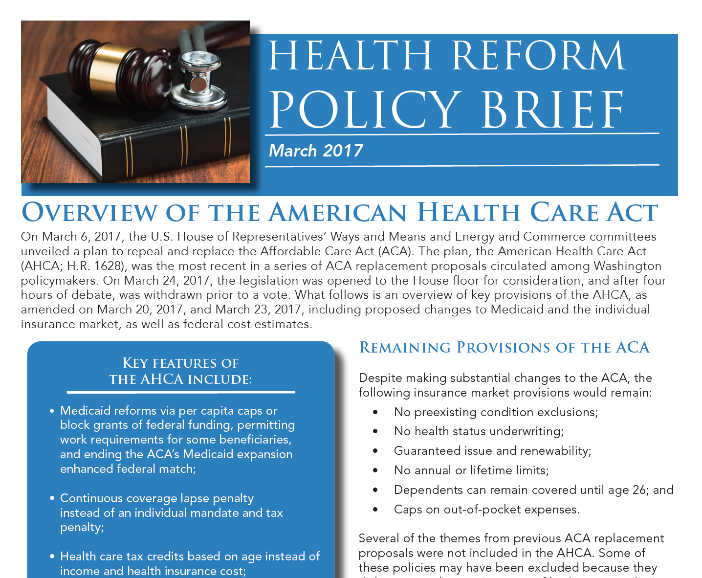 HEALTH REFORM
POLICY BRIEF
March 2017
OVERVIEW OF THE AMERICAN HEALTH CARE ACT
On March 6, 2017, the U.S. House of Representatives' Ways and Means and Energy and Commerce committees
unveiled a plan to repeal and replace the Affordable Care Act (ACA). The plan, the American Health Care Act
(AHCA; H.R. 1628), was the most recent in a series of ACA replacement proposals circulated among Washington
policymakers. On March 24, 2017, the legislation was opened to the House floor for consideration, and after four
hours of debate, was withdrawn prior to a vote. What follows is an overview of key provisions of the AHCA, as
amended on March 20, 2017, and March 23, 2017, including proposed changes to Medicaid and the individual
insurance market, as well as federal cost estimates.
KEY FEATURES OF
THE AHCA INCLUDE:
• Medicaid reforms via per capita caps or
block grants of federal funding, permitting
work requirements for some beneficiaries,
and ending the ACA's Medicaid expansion
enhanced federal match;
• Continuous coverage lapse penalty
instead of an individual mandate and tax
penalty;
• Health care tax credits based on age instead of
income and health insurance cost;
REMAINING PROVISIONS OF THE ACA
Despite making substantial changes to the ACA, the
following insurance market provisions would remain:
• No preexisting condition exclusions;
• No health status underwriting;
• Guaranteed issue and renewability;
• No annual or lifetime limits;
• Dependents can remain covered until age 26; and
• Caps on out-of-pocket expenses.
Several of the themes from previous ACA replacement
proposals were not included in the AHCA. Some of
these policies may have been excluded because they